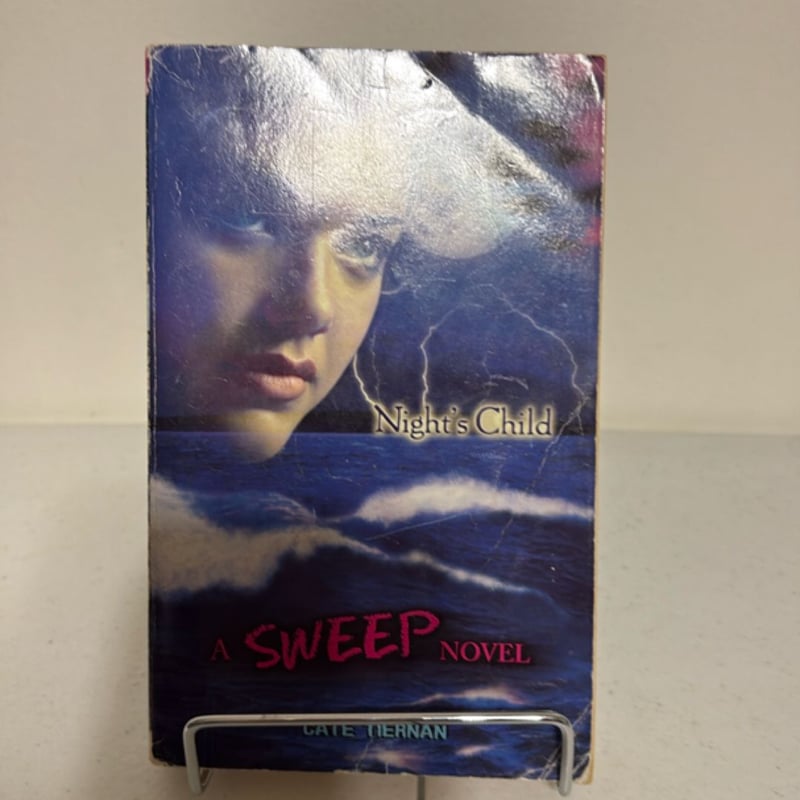 Night's Child
A SWEEP NOVEL
CATE TIERNAN